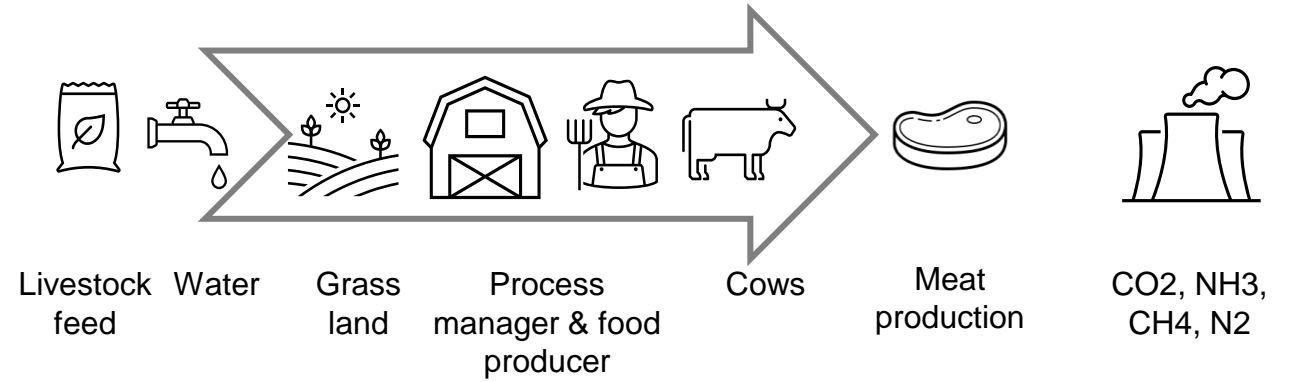 Livestock
feed
Water
Grass
land
Process
manager & food
producer
Cows
Meat
production
CO2, NH3,
CH4, N2